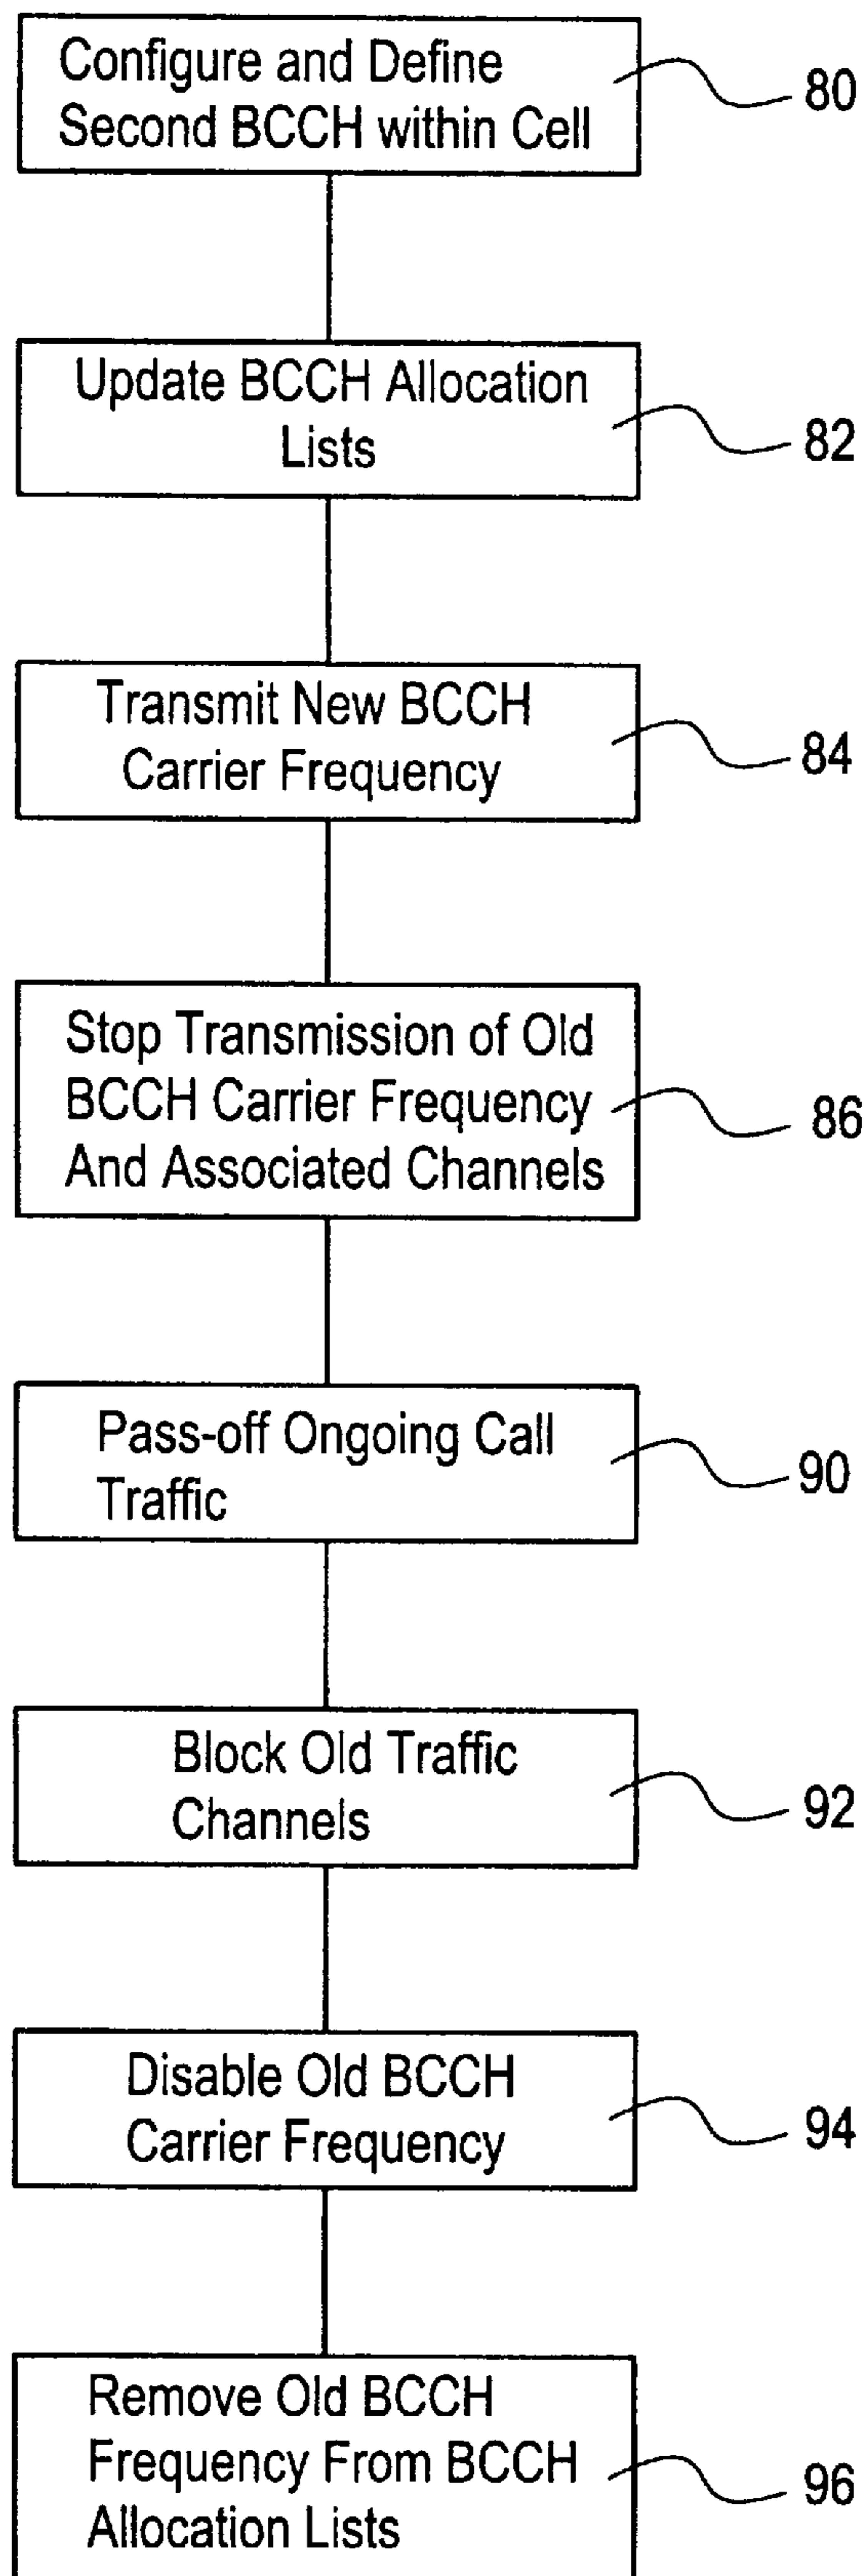 Configure and Define
Second BCCH within Cell
80
Update BCCH Allocation
Lists
82
Transmit New BCCH
Carrier Frequency
84
Stop Transmission of Old
BCCH Carrier Frequency
And Associated Channels
86
Pass-off Ongoing Call
Traffic
90
Block Old Traffic
Channels
92
Disable Old BCCH
Carrier Frequency
94
Remove Old BCCH
Frequency From BCCH
Allocation Lists
96